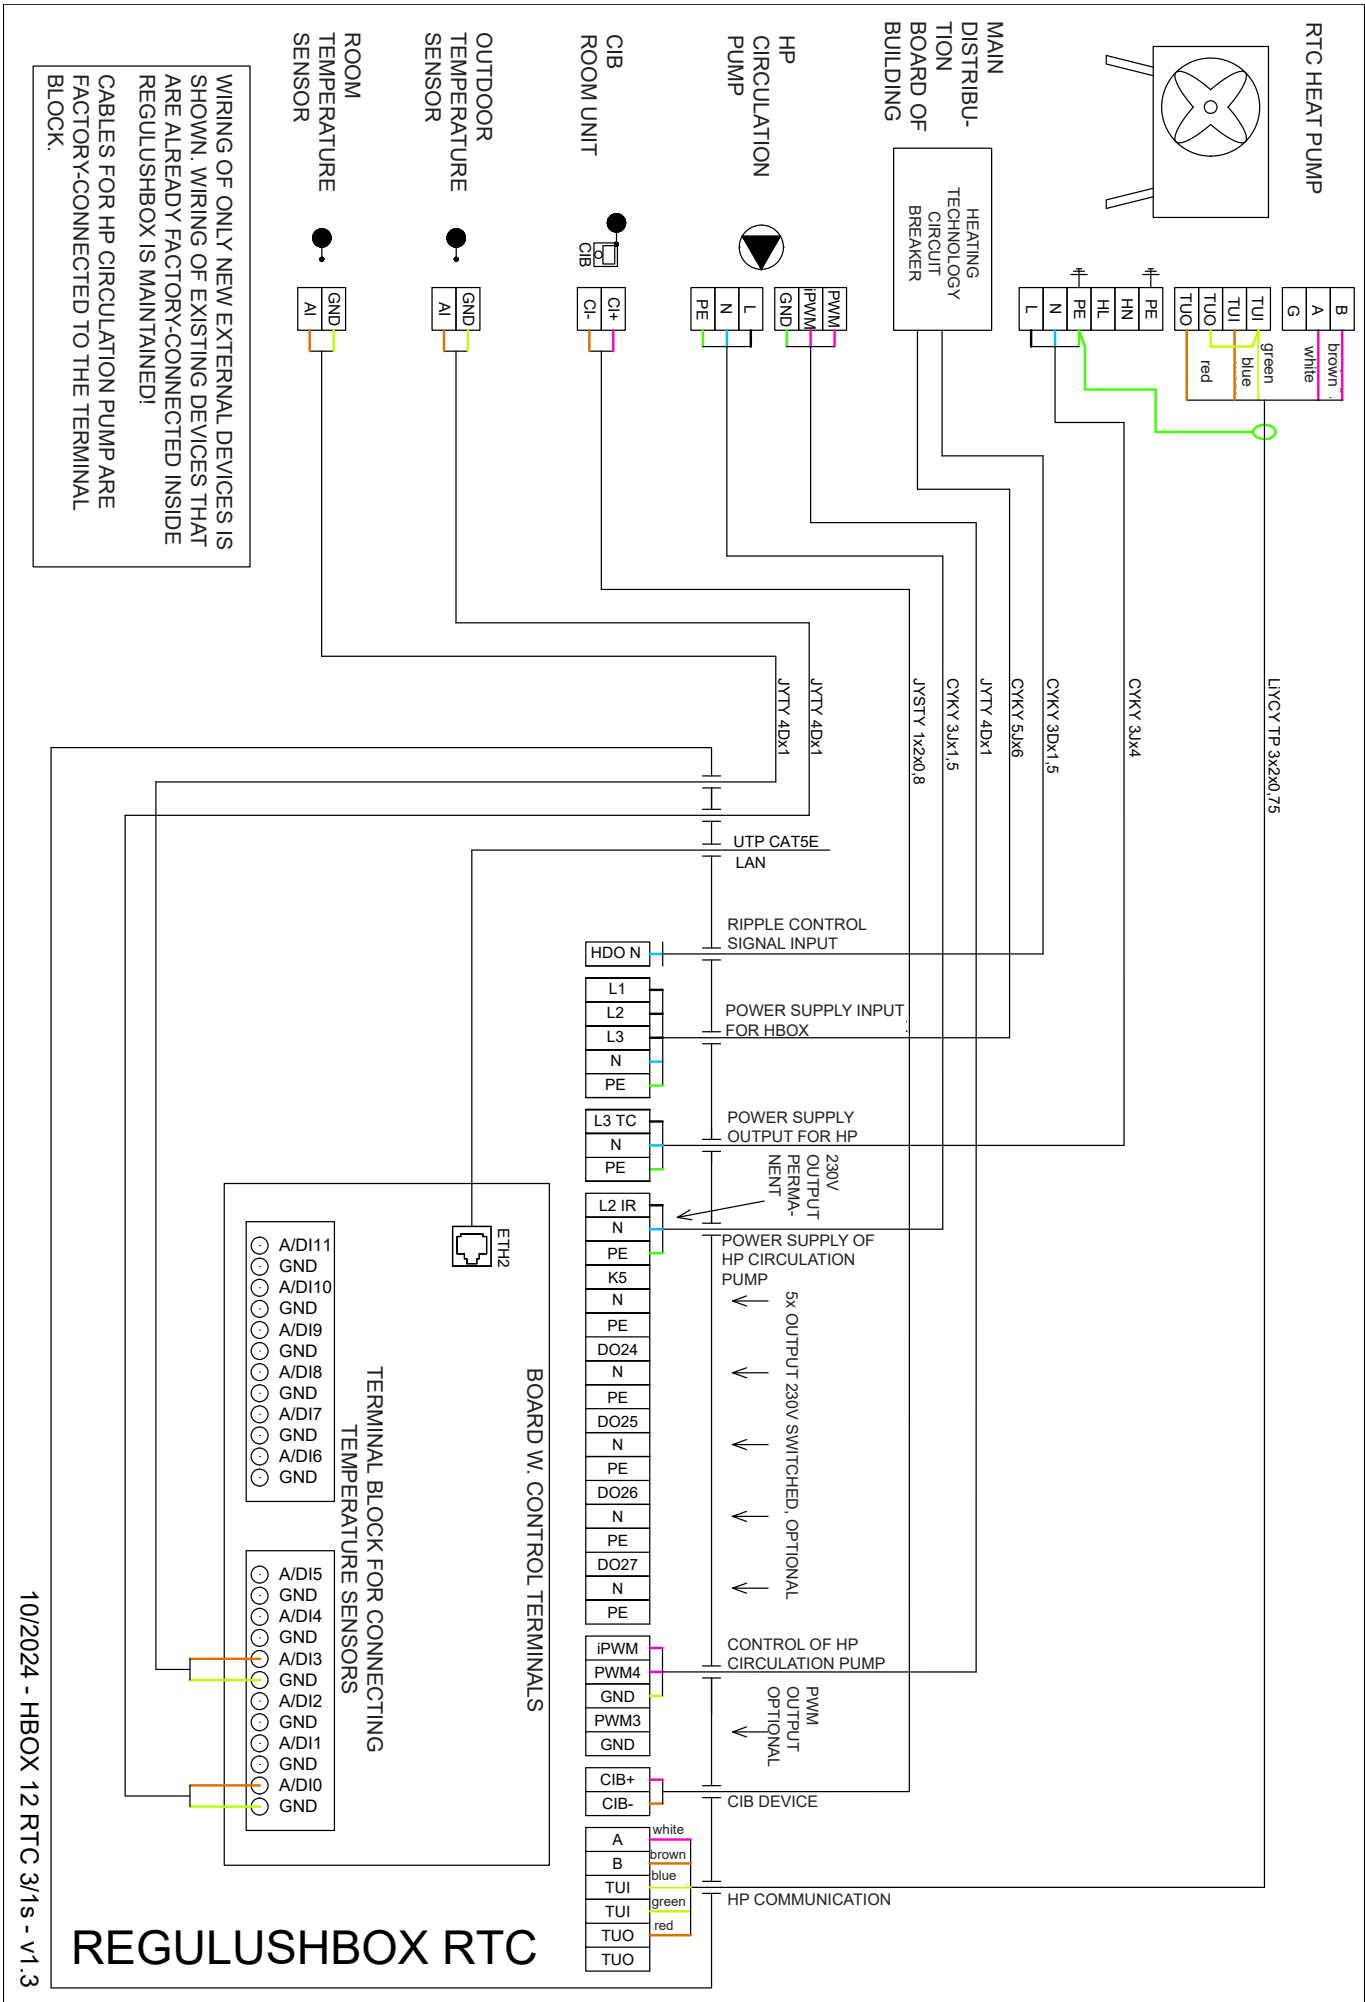 RTC HEAT PUMP
B
A
G
brown
white
TUI
TUI
TUO
TUO
green
blue
red
PE
HN
HL
PE
N
L
MAIN
DISTRIBU-
TION
BOARD OF
BUILDING
HEATING
TECHNOLOGY
CIRCUIT
BREAKER
HP
CIRCULATION
PUMP
PWM
iPWM
GND
L
N
PE
CIB
ROOM UNIT
CIB
CI+
CI-
OUTDOOR
TEMPERATURE
SENSOR
GND
AI
ROOM
TEMPERATURE
SENSOR
GND
AI
WIRING OF ONLY NEW EXTERNAL DEVICES IS
SHOWN. WIRING OF EXISTING DEVICES THAT
ARE ALREADY FACTORY-CONNECTED INSIDE
REGULUSHBOX IS MAINTAINED!
CABLES FOR HP CIRCULATION PUMP ARE
FACTORY-CONNECTED TO THE TERMINAL
BLOCK.
LiYCY TP 3x2x0,75
CYKY 3Jx4
CYKY 3Dx1,5
CYKY 5Jx6
JYTY 4Dx1
CYKY 3Jx1,5
JYSTY 1x2x0,8
JYTY 4Dx1
JYTY 4Dx1
UTP CAT5E
LAN
RIPPLE CONTROL
SIGNAL INPUT
HDO N
L1
L2
L3
N
PE
POWER SUPPLY INPUT
FOR HBOX
L3 TC
N
PE
POWER SUPPLY
OUTPUT FOR HP
230V
OUTPUT
PERMA-
NENT
L2 IR
N
PE
K5
N
PE
DO24
N
PE
DO25
N
PE
DO26
N
PE
DO27
N
PE
POWER SUPPLY OF
HP CIRCULATION
PUMP
5x OUTPUT 230V SWITCHED, OPTIONAL
iPWM
PWM4
GND
PWM3
GND
CONTROL OF HP
CIRCULATION PUMP
PWM
OUTPUT
OPTIONAL
CIB+
CIB-
CIB DEVICE
A
B
TUI
TUI
TUO
TUO
white
brown
blue
green
red
HP COMMUNICATION
ETH2
BOARD W. CONTROL TERMINALS
TERMINAL BLOCK FOR CONNECTING
TEMPERATURE SENSORS
A/DI11
GND
A/DI10
GND
A/DI9
GND
A/DI8
GND
A/DI7
GND
A/DI6
GND
A/DI5
GND
A/DI4
GND
A/DI3
GND
A/DI2
GND
A/DI1
GND
A/DI0
GND
REGULUSHBOX RTC
10/2024 - HBOX 12 RTC 3/1s - v1.3